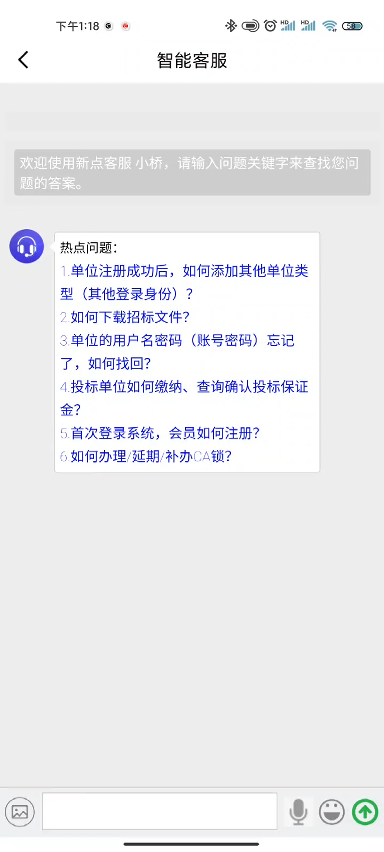 下午1:18
智能客服
欢迎使用新点客服 小桥，请输入问题关键字来查找您问
题的答案。
热点问题：
1.单位注册成功后，如何添加其他单位类
型（其他登录身份）？
2.如何下载招标文件？
3.单位的用户名密码（账号密码）忘记
了，如何找回？
4.投标单位如何缴纳、查询确认投标保证
金？
5.首次登录系统，会员如何注册？
6.如何办理/延期/补办CA锁？